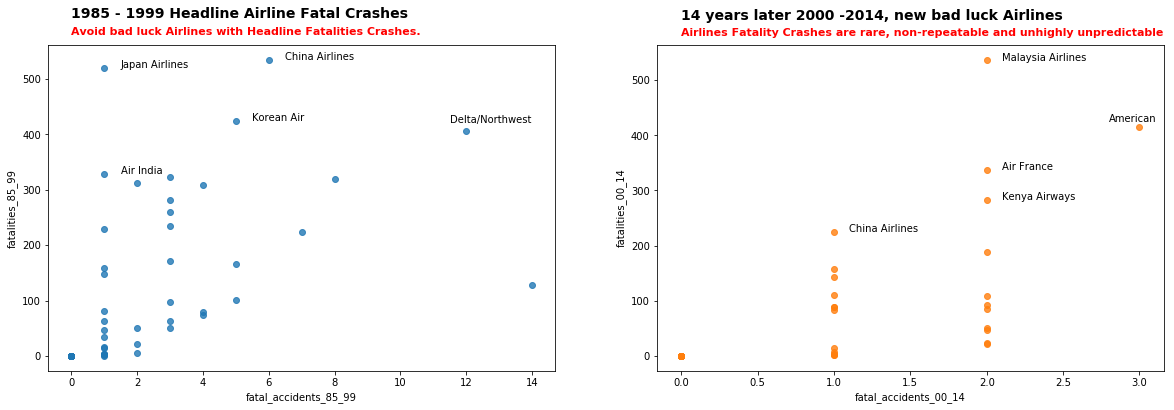 1985 - 1999 Headline Airline Fatal Crashes
Avoid bad luck Airlines with Headline Fatalities Crashes.
China Airlines
Japan Airlines
Korean Air
Delta/Northwest
Air India
500
400
300
200
100
0
fatalities_85_99
0 2 4 6 8 10 12 14
fatal_accidents_85_99
14 years later 2000 -2014, new bad luck Airlines
Airlines Fatality Crashes are rare, non-repeatable and unhighly unpredictable
Malaysia Airlines
American
Air France
Kenya Airways
China Airlines
500
400
300
200
100
0
fatalities_00_14
0.0 0.5 1.0 1.5 2.0 2.5 3.0
fatal_accidents_00_14